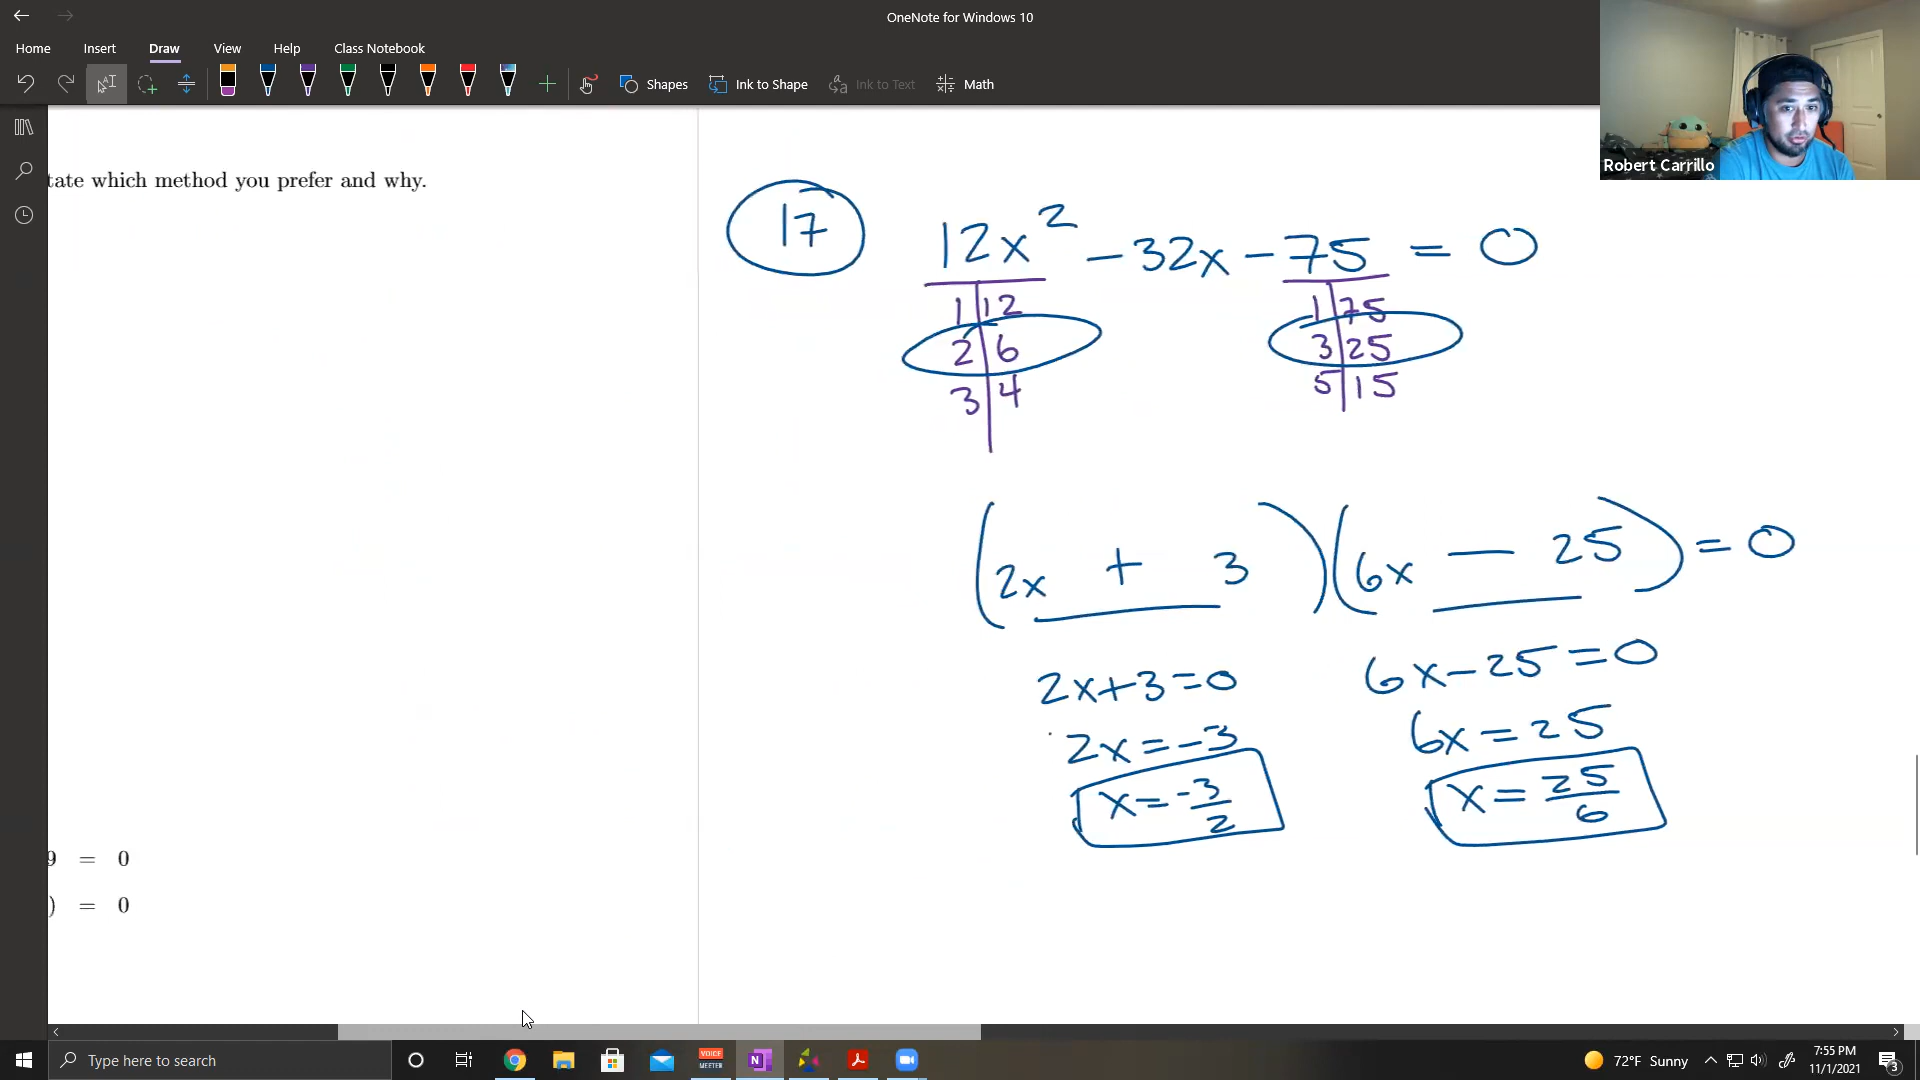 OneNote for Windows 10
Home Insert Draw View Help Class Notebook
Shapes Ink to Shape Ink to Text Math
Robert Carrillo
tate which method you prefer and why.
17
12x² - 32x - 75 = 0
1 | 12 1 | 75
2 | 6 3 | 25
3 | 4 5 | 15
(2x + 3)(6x - 25) = 0
2x+3=0 6x-25=0
2x=-3 6x=25
x=-3/2 x=25/6
9 = 0
) = 0
Type here to search
VOICE
MEETER
N
72°F Sunny
7:55 PM
11/1/2021
3